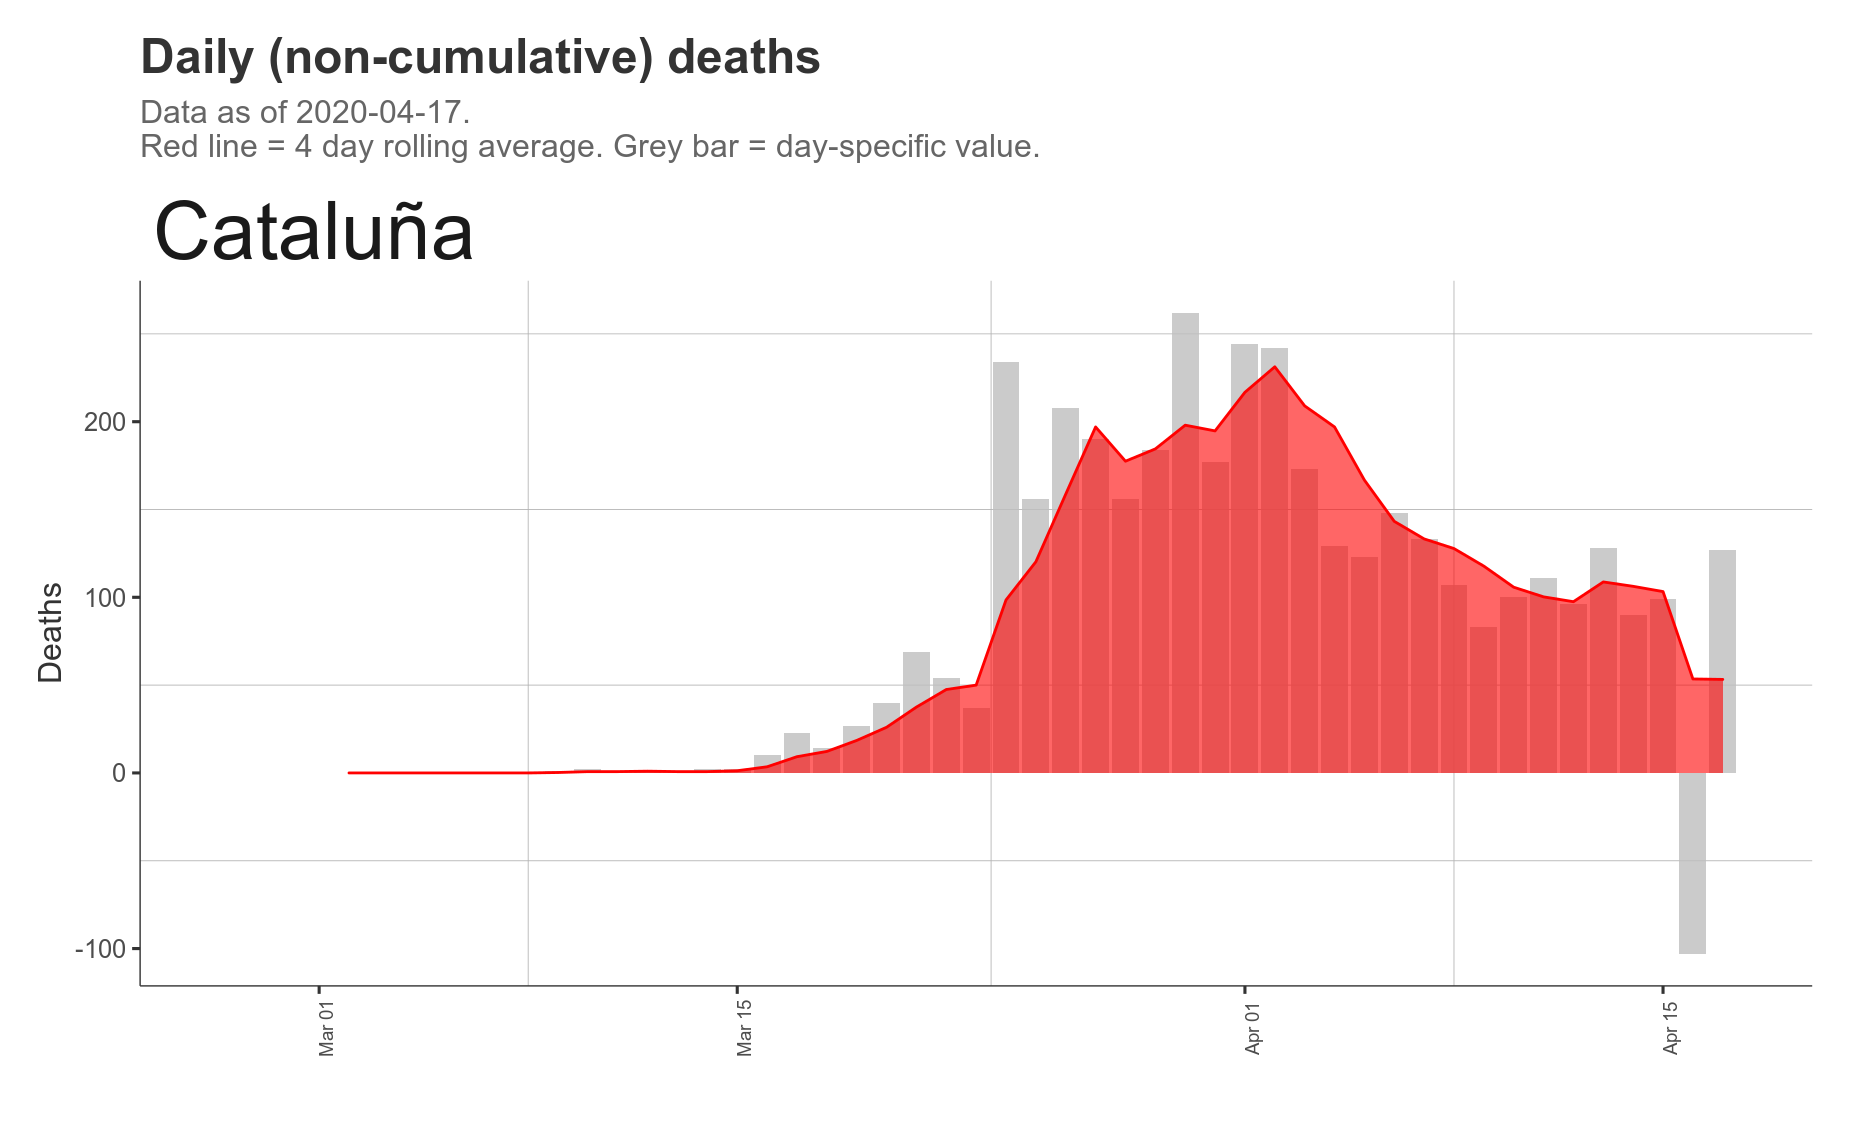 Daily (non-cumulative) deaths
Data as of 2020-04-17.
Red line = 4 day rolling average. Grey bar = day-specific value.
Cataluña
Deaths
200
100
0
-100
Mar 01
Mar 15
Apr 01
Apr 15